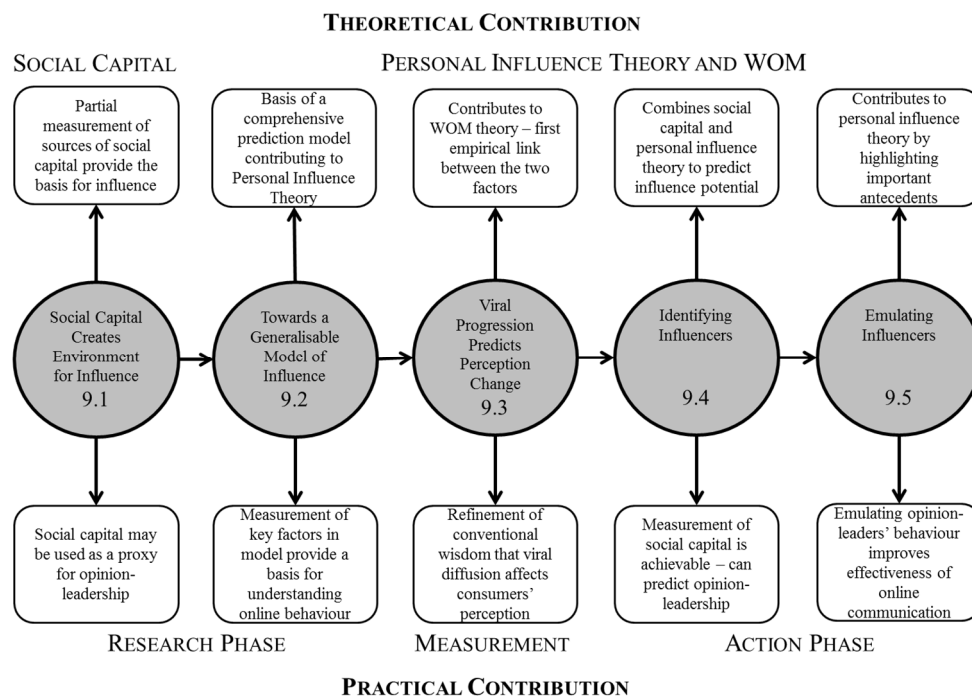 THEORETICAL CONTRIBUTION
SOCIAL CAPITAL
PERSONAL INFLUENCE THEORY AND WOM
Partial
measurement of
sources of social
capital provide the
basis for influence
Basis of a
comprehensive
prediction model
contributing to
Personal Influence
Theory
Contributes to
WOM theory – first
empirical link
between the two
factors
Combines social
capital and
personal influence
theory to predict
influence potential
Contributes to
personal influence
theory by
highlighting
important
antecedents
Social Capital
Creates
Environment
for Influence
9.1
Towards a
Generalisable
Model of
Influence
9.2
Viral
Progression
Predicts
Perception
Change
9.3
Identifying
Influencers
9.4
Emulating
Influencers
9.5
Social capital may
be used as a proxy
for opinion-
leadership
Measurement of
key factors in
model provide a
basis for
understanding
online behaviour
Refinement of
conventional
wisdom that viral
diffusion affects
consumers'
perception
Measurement of
social capital is
achievable – can
predict opinion-
leadership
Emulating opinion-
leaders' behaviour
improves
effectiveness of
online
communication
RESEARCH PHASE
MEASUREMENT
ACTION PHASE
PRACTICAL CONTRIBUTION